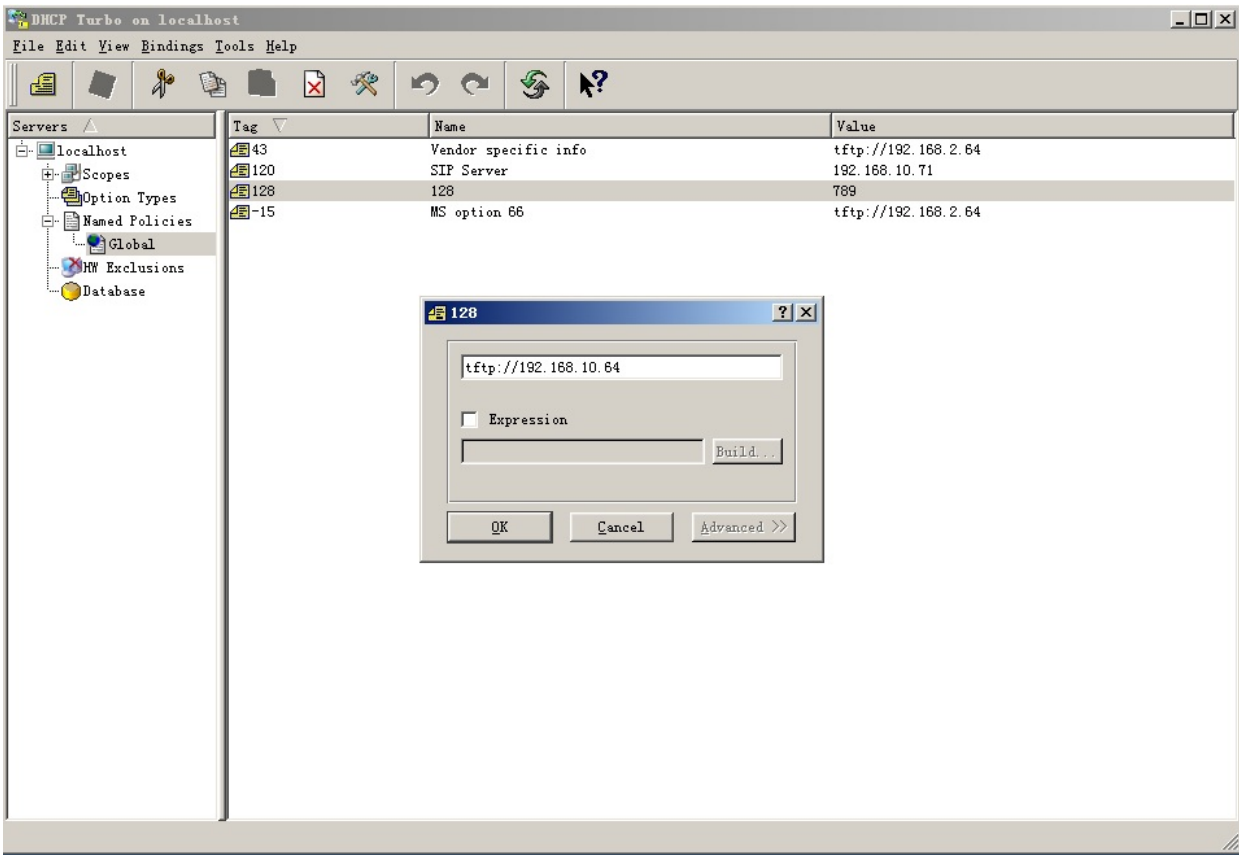 DHCP Turbo on localhost
File Edit View Bindings Tools Help
Servers Tag Name Value
localhost
Scopes
Option Types
Named Policies
Global
HW Exclusions
Database
43 Vendor specific info tftp://192.168.2.64
120 SIP Server 192.168.10.71
128 128 789
-15 MS option 66 tftp://192.168.2.64
128
tftp://192.168.10.64
Expression
Build...
OK Cancel Advanced >>